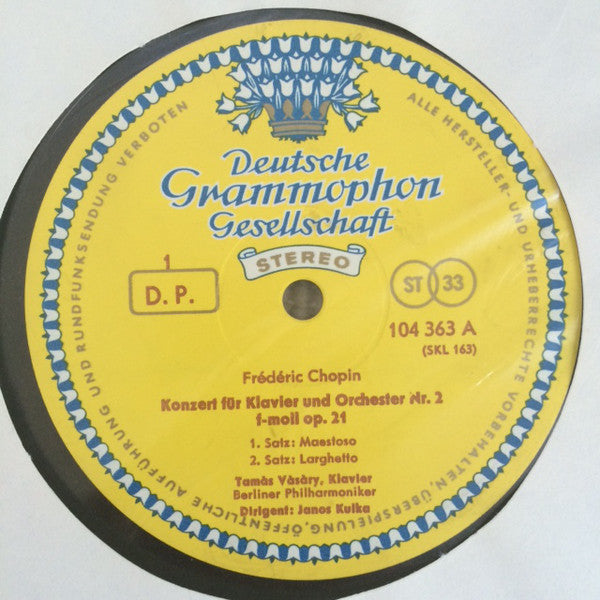 Deutsche
Grammophon
Gesellschaft
STEREO
1
D. P.
ST 33
104 363 A
(SKL 163)
Frédéric Chopin
Konzert für Klavier und Orchester Nr. 2
f-moll op. 21
1. Satz: Maestoso
2. Satz: Larghetto
Tamàs Vàsàry, Klavier
Berliner Philharmoniker
Dirigent: Janos Kulka
ALLE HERSTELLER- UND URHEBERRECHTE VORBEHALTEN, ÜBERSPIELUNG, ÖFFENTLICHE AUFFÜHRUNG UND RUNDFUNKSENDUNG VERBOTEN